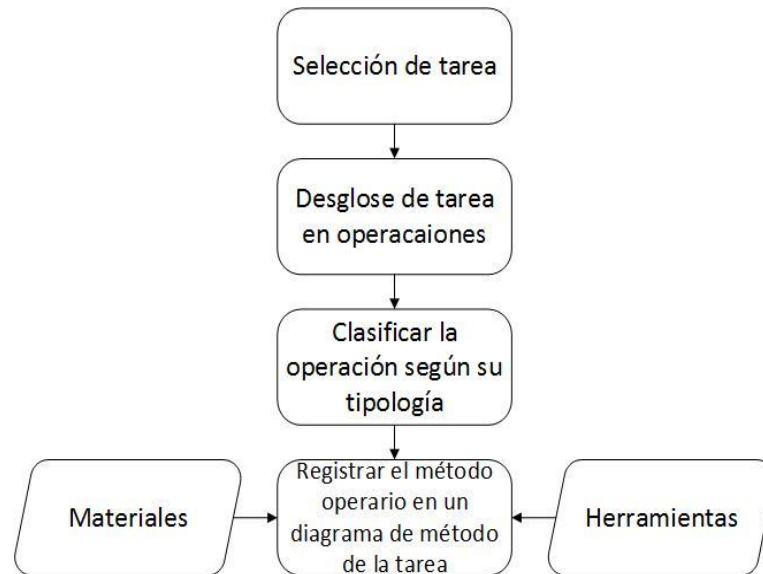 Selección de tarea
Desglose de tarea
en operacaiones
Clasificar la
operación según su
tipología
Materiales
Registrar el método
operario en un
diagrama de método
de la tarea
Herramientas